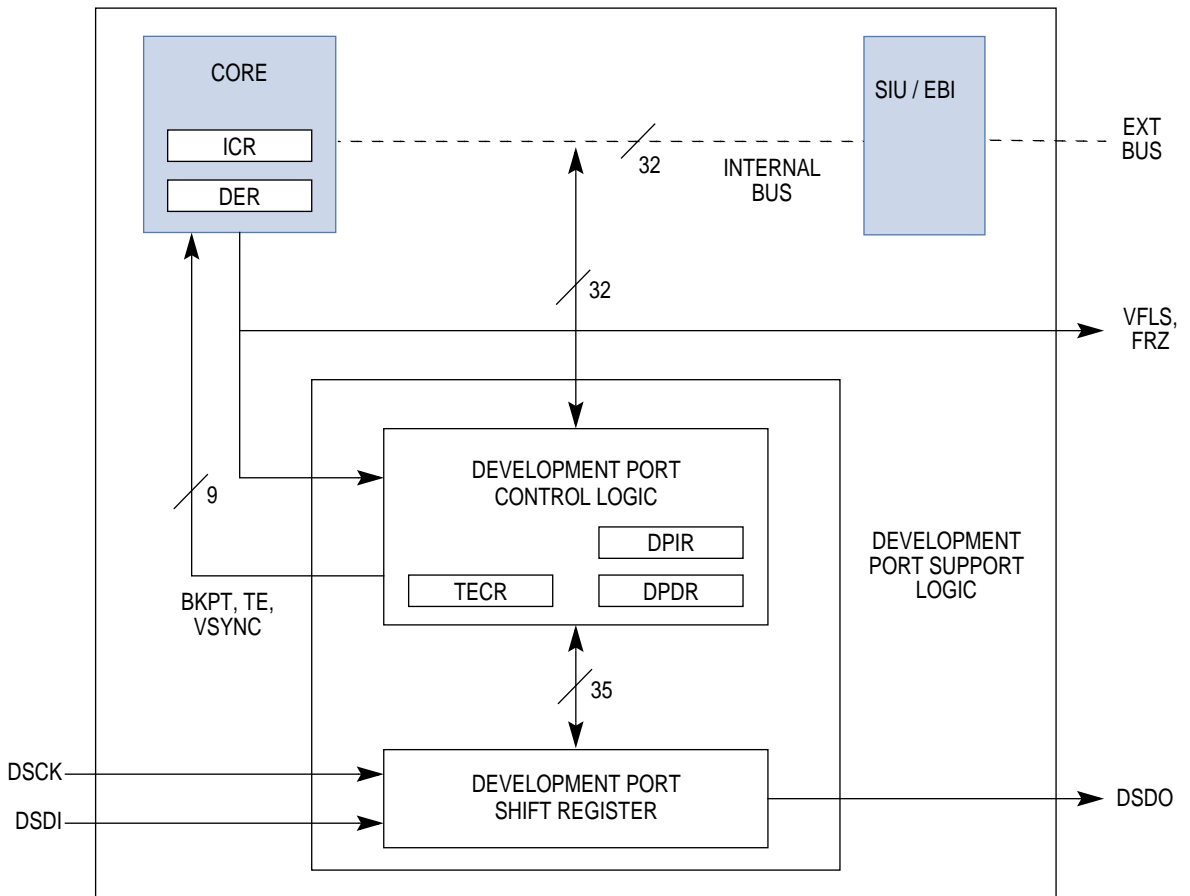 CORE
ICR
DER
SIU / EBI
32
INTERNAL
BUS
EXT
BUS
32
VFLS,
FRZ
9
DEVELOPMENT PORT
CONTROL LOGIC
DPIR
TECR
DPDR
BKPT, TE,
VSYNC
DEVELOPMENT
PORT SUPPORT
LOGIC
35
DSCK
DSDI
DEVELOPMENT PORT
SHIFT REGISTER
DSDO